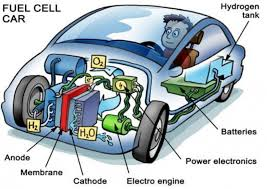 FUEL CELL
CAR
Hydrogen
tank
O2
H2
H2O
Batteries
Anode
Power electronics
Membrane
Cathode
Electro engine